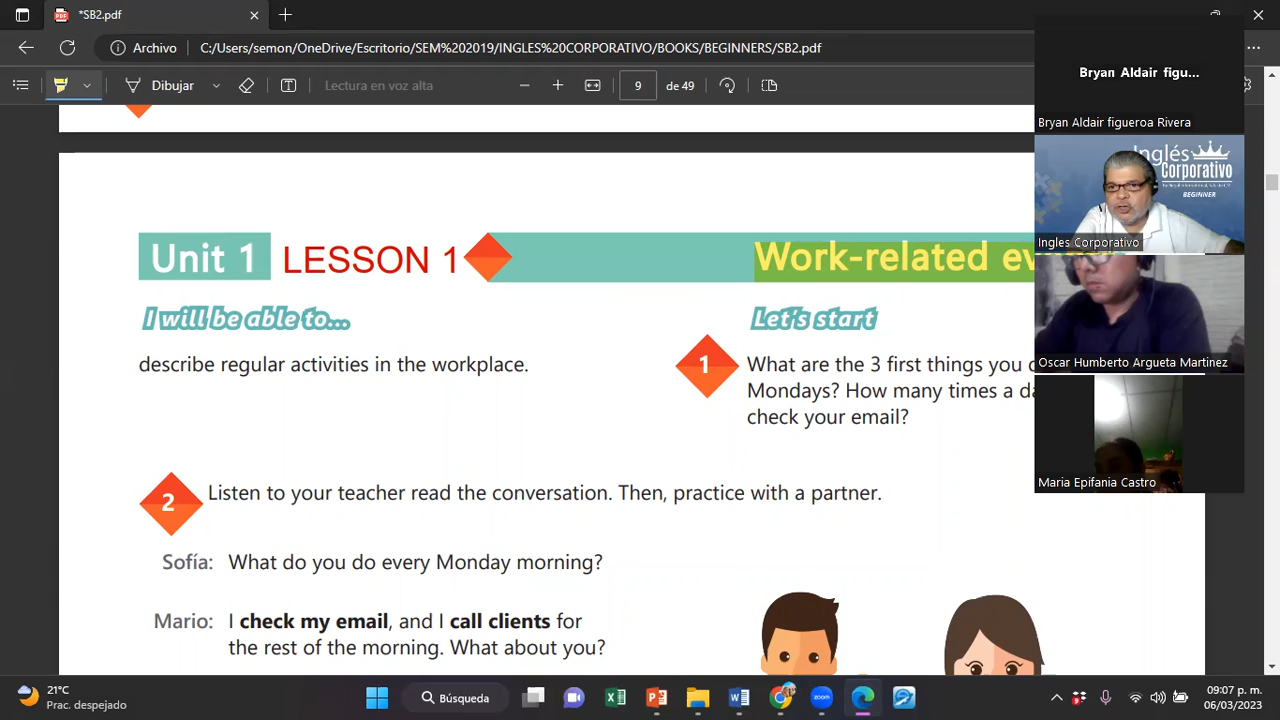 *SB2.pdf
Archivo
C:/Users/semon/OneDrive/Escritorio/SEM%202019/INGLES%20CORPORATIVO/BOOKS/BEGINNERS/SB2.pdf
Dibujar
Lectura en voz alta
9
de 49
Unit 1
LESSON 1
Work-related
I will be able to...
Let's start
describe regular activities in the workplace.
1
What are the 3 first things you
Mondays? How many times a
check your email?
2
Listen to your teacher read the conversation. Then, practice with a partner.
Sofía: What do you do every Monday morning?
Mario: I check my email, and I call clients for
the rest of the morning. What about you?
Bryan Aldair figu...
Bryan Aldair figueroa Rivera
Inglés
Corporativo
BEGINNER
Ingles Corporativo
Oscar Humberto Argueta Martinez
Maria Epifania Castro
21°C
Prac. despejado
Búsqueda
zoom
09:07 p. m.
06/03/2023